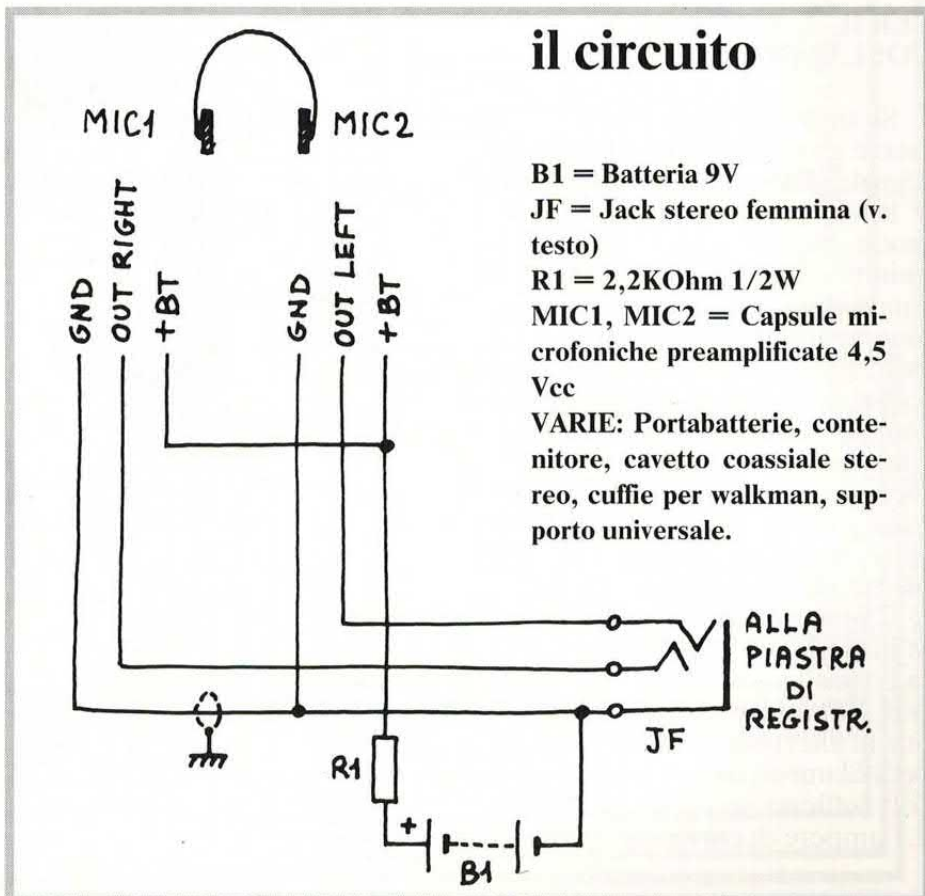 il circuito
MIC1
MIC2
B1 = Batteria 9V
JF = Jack stereo femmina (v.
testo)
R1 = 2,2KOhm 1/2W
MIC1, MIC2 = Capsule mi-
crofoniche preamplificate 4,5
Vcc
VARIE: Portabatterie, conte-
nitore, cavetto coassiale ste-
reo, cuffie per walkman, sup-
porto universale.
GND
OUT RIGHT
+BT
GND
OUT LEFT
+BT
ALLA
PIASTRA
DI
REGISTR.
JF
R1
+
B1